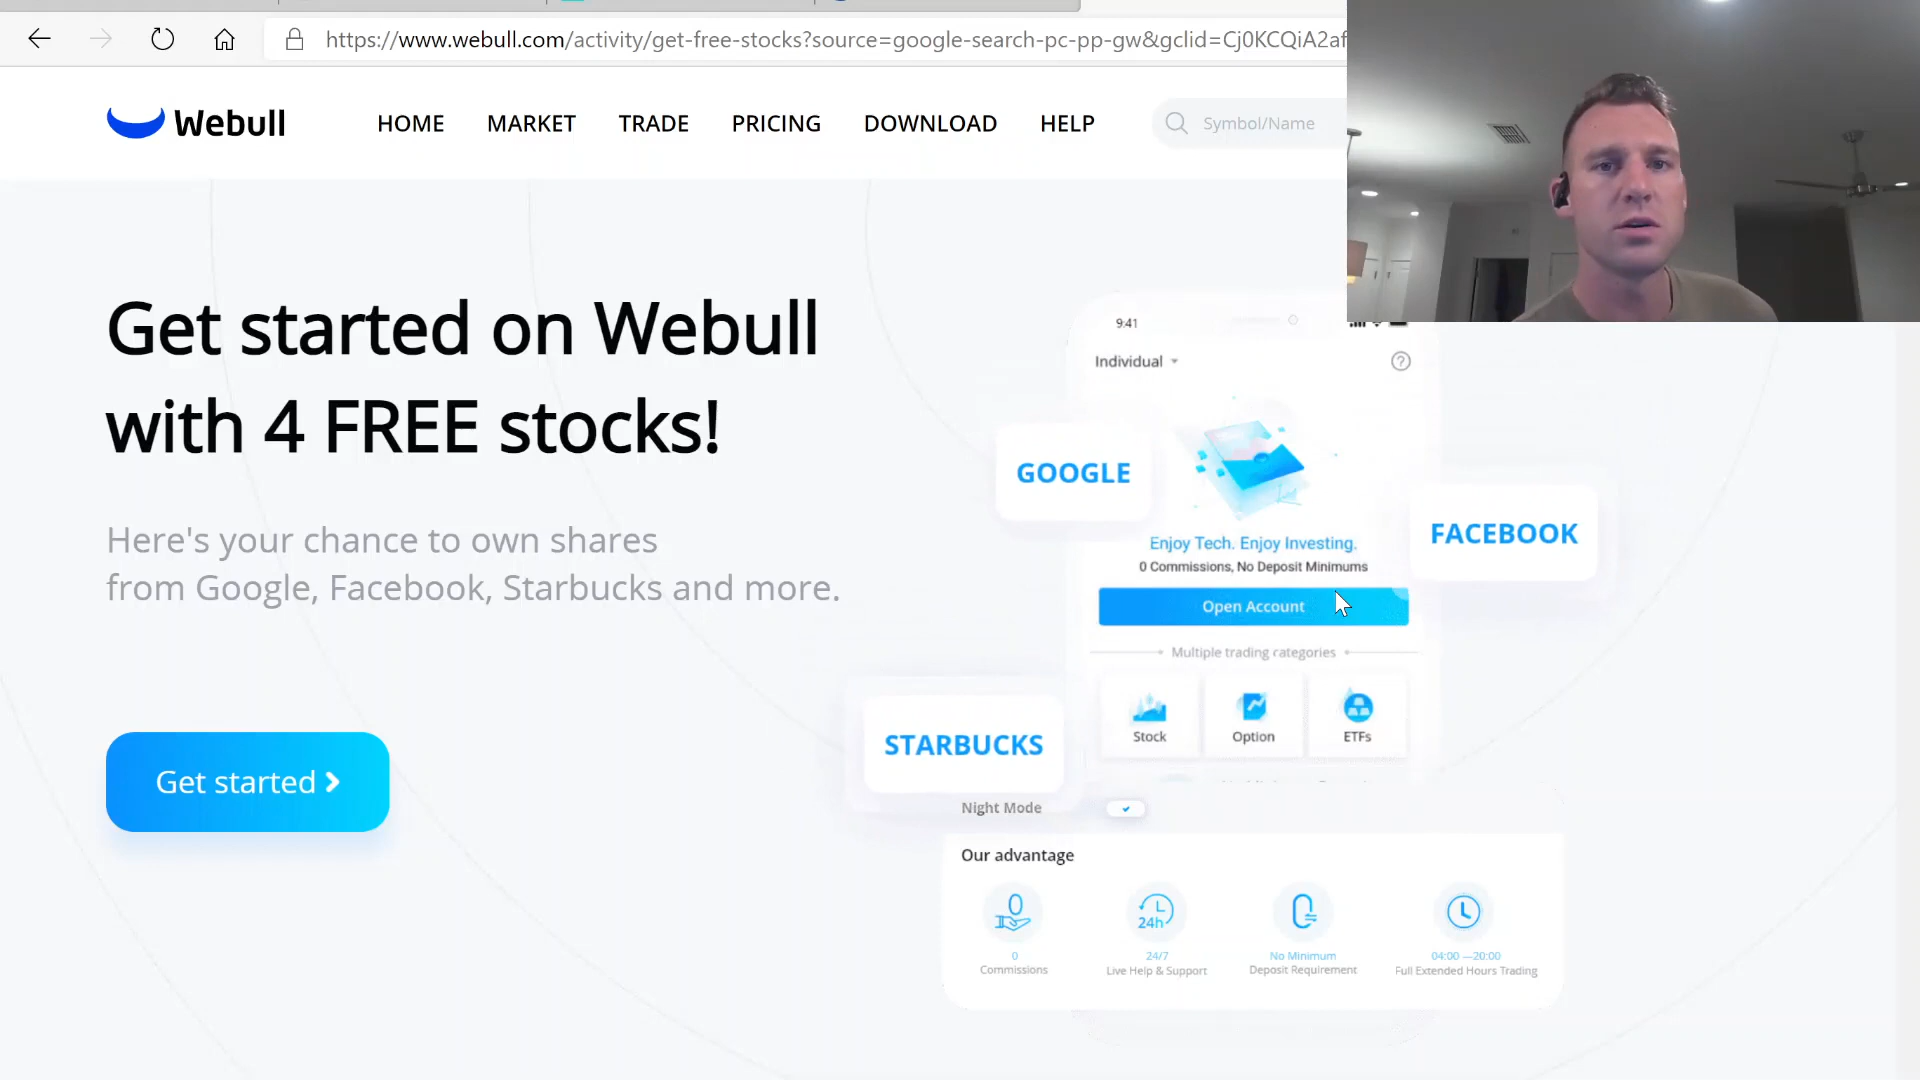 https://www.webull.com/activity/get-free-stocks?source=google-search-pc-pp-gw&gclid=Cj0KCQiA2af
Webull
HOME
MARKET
TRADE
PRICING
DOWNLOAD
HELP
Symbol/Name
Get started on Webull
with 4 FREE stocks!
Here's your chance to own shares
from Google, Facebook, Starbucks and more.
Get started
9:41
Individual
GOOGLE
FACEBOOK
STARBUCKS
Enjoy Tech. Enjoy Investing.
0 Commissions, No Deposit Minimums
Open Account
Multiple trading categories
Stock
Option
ETFs
Night Mode
Our advantage
0
24h
0
Commissions
24/7
Live Help & Support
No Minimum
Deposit Requirement
04:00 —20:00
Full Extended Hours Trading